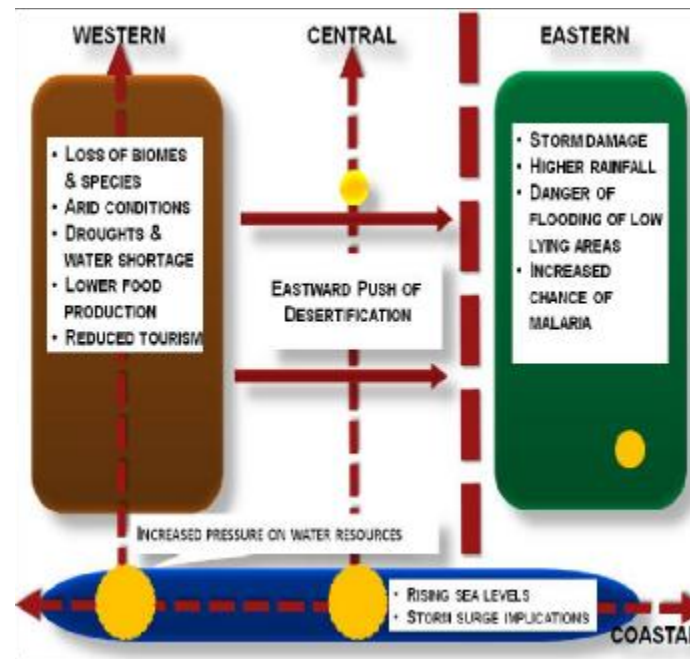 WESTERN
CENTRAL
EASTERN
• LOSS OF BIOMES
& SPECIES
• ARID CONDITIONS
• DROUGHTS &
WATER SHORTAGE
• LOWER FOOD
PRODUCTION
• REDUCED TOURISM
EASTWARD PUSH OF
DESERTIFICATION
• STORM DAMAGE
• HIGHER RAINFALL
• DANGER OF
FLOODING OF LOW
LYING AREAS
• INCREASED
CHANCE OF
MALARIA
INCREASED PRESSURE ON WATER RESOURCES
• RISING SEA LEVELS
• STORM SURGE IMPLICATIONS
COASTAL